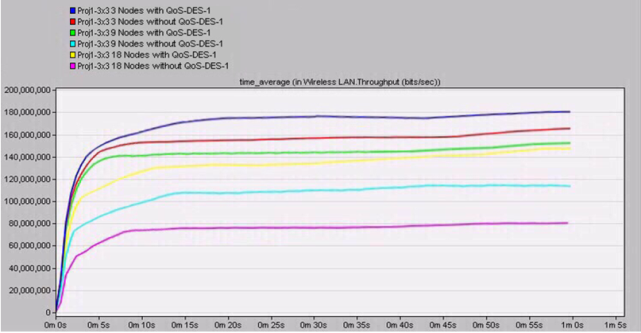 Proj1-3x3 3 Nodes with QoS-DES-1
Proj1-3x3 3 Nodes without QoS-DES-1
Proj1-3x3 9 Nodes with QoS-DES-1
Proj1-3x3 9 Nodes without QoS-DES-1
Proj1-3x3 18 Nodes with QoS-DES-1
Proj1-3x3 18 Nodes without QoS-DES-1
time_average (in Wireless LAN.Throughput (bits/sec))
200,000,000
180,000,000
160,000,000
140,000,000
120,000,000
100,000,000
80,000,000
60,000,000
40,000,000
20,000,000
0
0m 0s 0m 5s 0m 10s 0m 15s 0m 20s 0m 25s 0m 30s 0m 35s 0m 40s 0m 45s 0m 50s 0m 55s 1m 0s 1m 5s